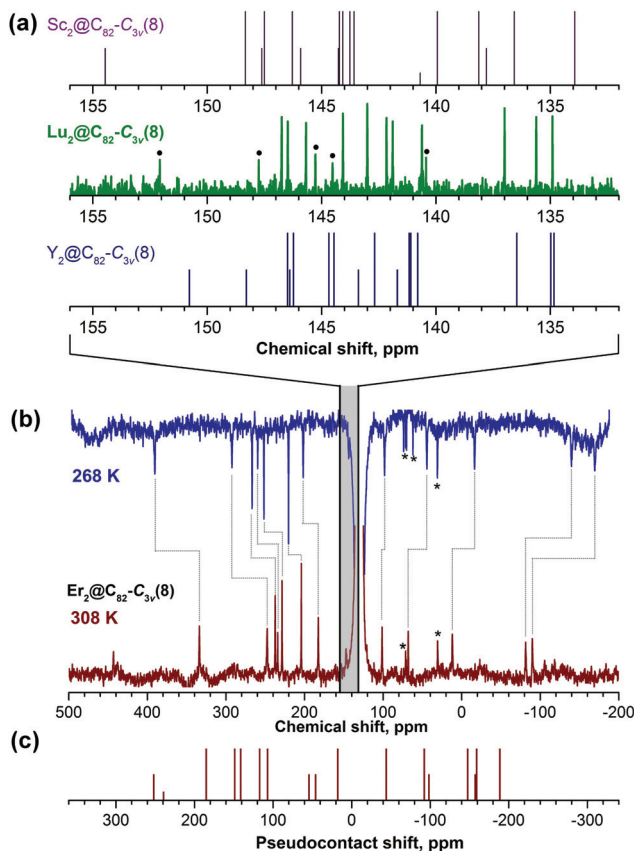 (a)
Sc₂@C₈₂-C₃ᵥ(8)
155 150 145 140 135
Lu₂@C₈₂-C₃ᵥ(8)
155 150 145 140 135
Y₂@C₈₂-C₃ᵥ(8)
155 150 145 140 135
Chemical shift, ppm
(b)
268 K
* * *
Er₂@C₈₂-C₃ᵥ(8)
308 K
* *
500 400 300 200 100 0 -100 -200
Chemical shift, ppm
(c)
300 200 100 0 -100 -200 -300
Pseudocontact shift, ppm